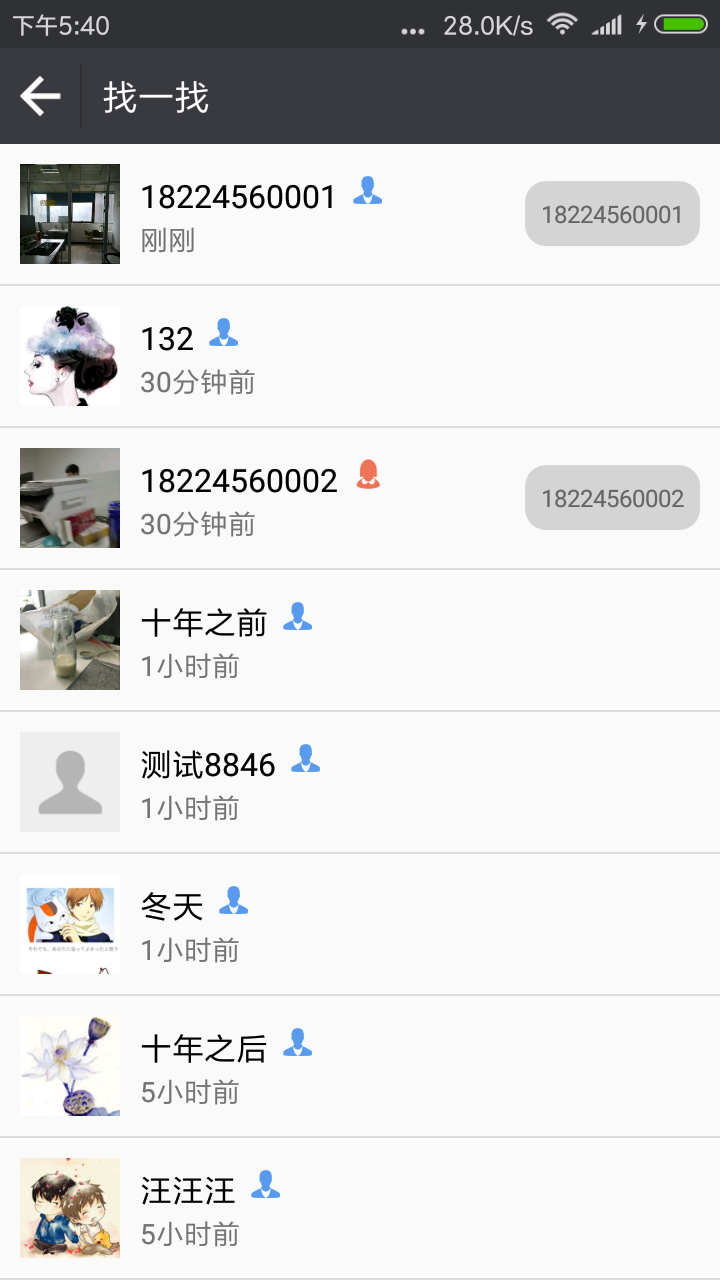 下午5:40 ... 28.0K/s
找一找
18224560001
刚刚
18224560001
132
30分钟前
18224560002
30分钟前
18224560002
十年之前
1小时前
测试8846
1小时前
冬天
1小时前
十年之后
5小时前
汪汪汪
5小时前